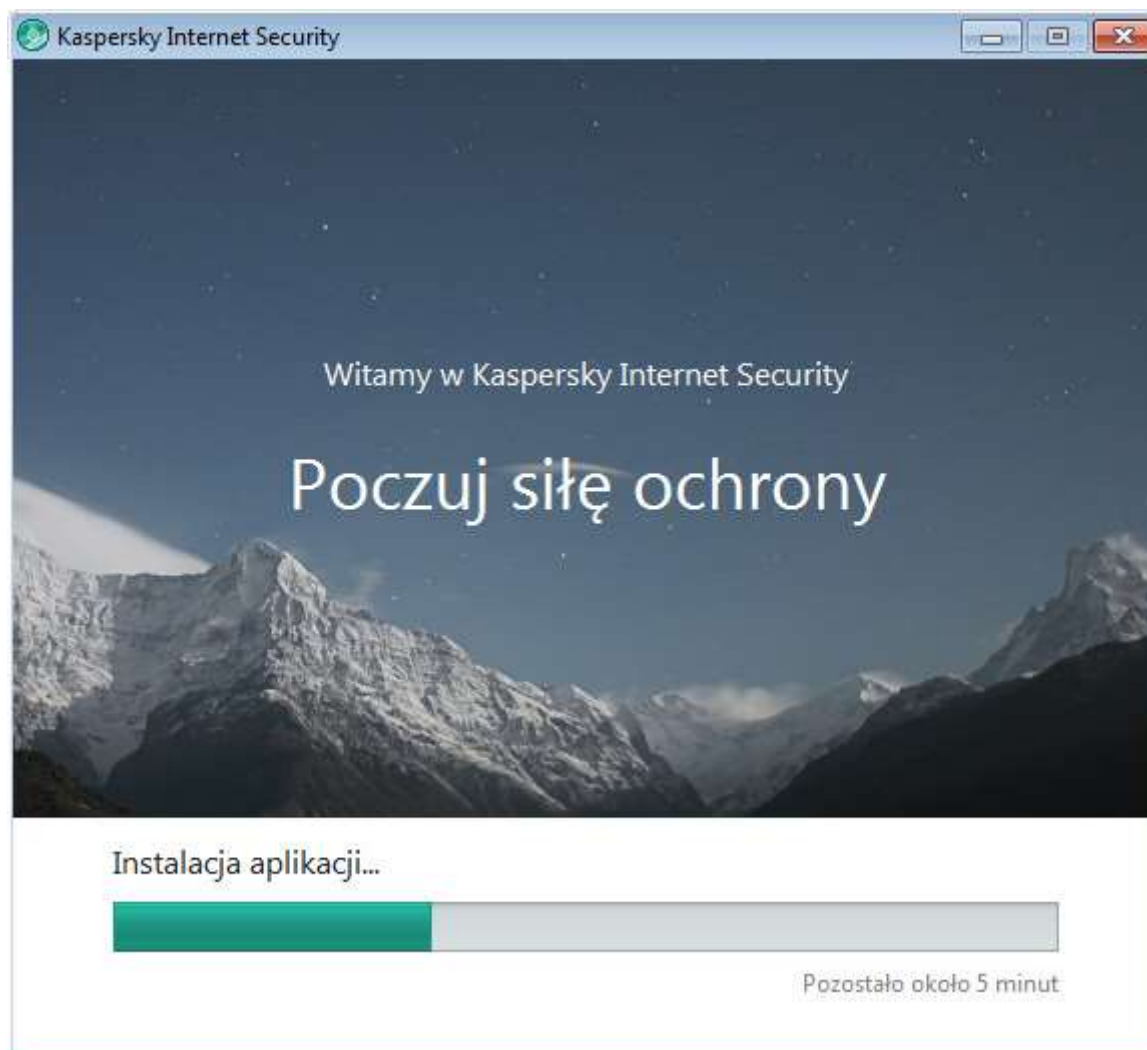 Kaspersky Internet Security
Witamy w Kaspersky Internet Security
Poczuj siłę ochrony
Instalacja aplikacji...
Pozostało około 5 minut